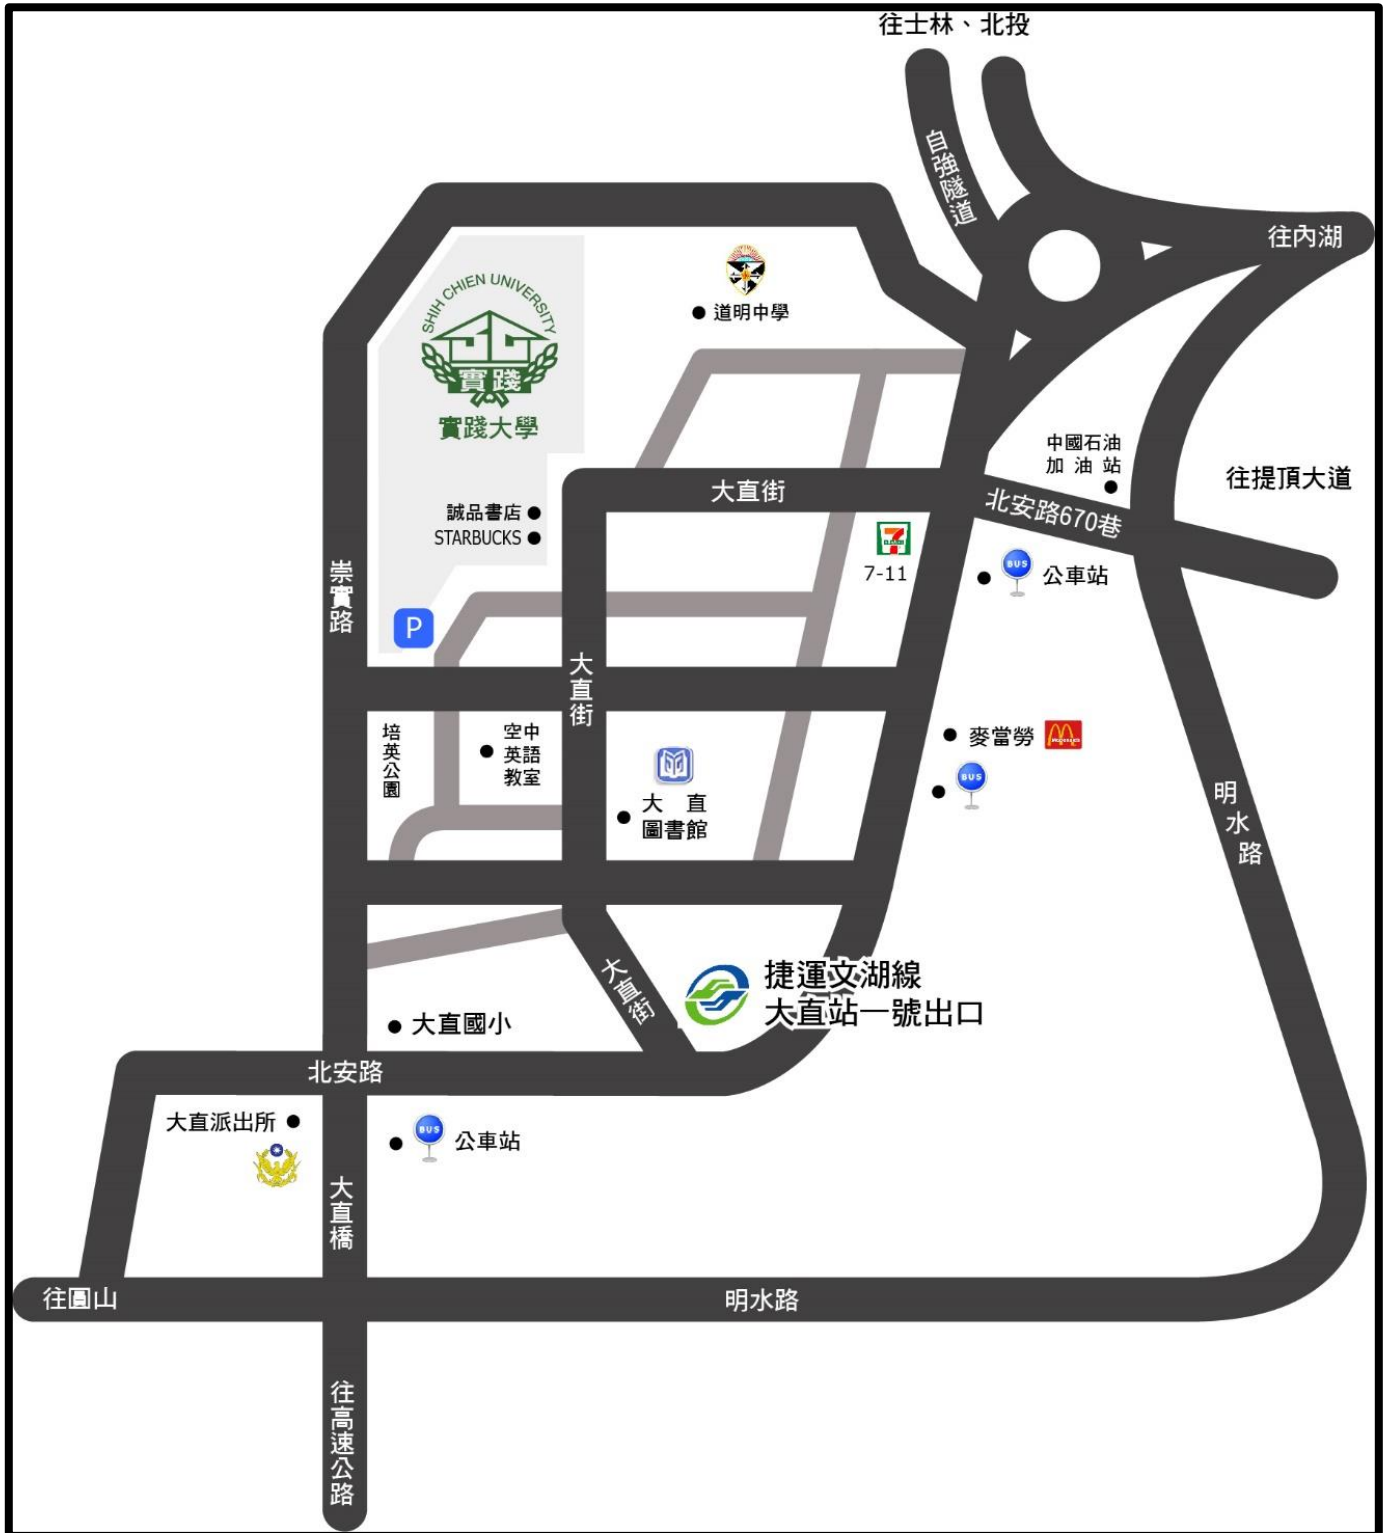 往士林、北投
自強隧道
往內湖
SHIH CHIEN UNIVERSITY
實踐
實踐大學
道明中學
中國石油
加油站
往提頂大道
大直街
北安路670巷
誠品書店
STARBUCKS
7-11
BUS
公車站
崇實路
P
大直街
培英公園
空中
英語
教室
大直
圖書館
麥當勞
BUS
明水路
捷運文湖線
大直站一號出口
大直街
大直國小
北安路
大直派出所
BUS
公車站
大直橋
往圓山
明水路
往高速公路